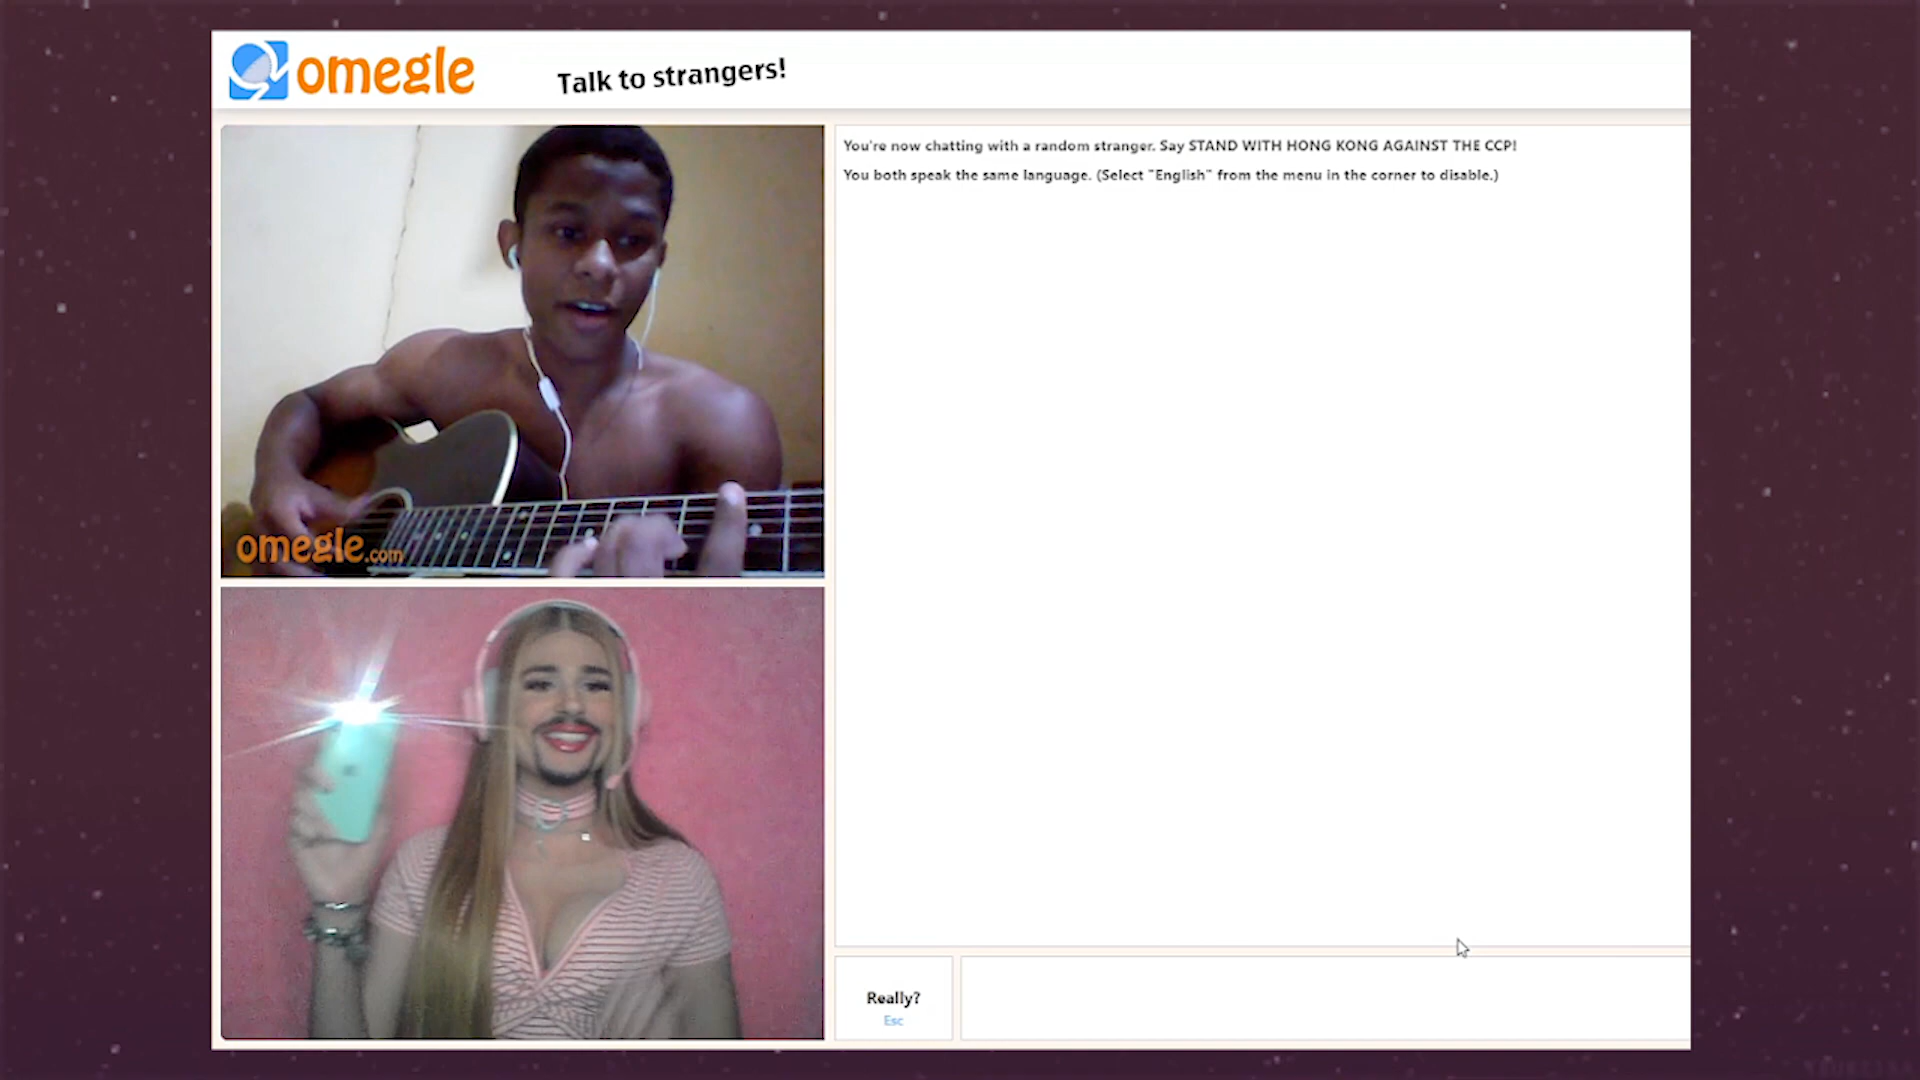 omegle
Talk to strangers!
You're now chatting with a random stranger. Say STAND WITH HONG KONG AGAINST THE CCP!
You both speak the same language. (Select "English" from the menu in the corner to disable.)
omegle.com
Really?
Esc